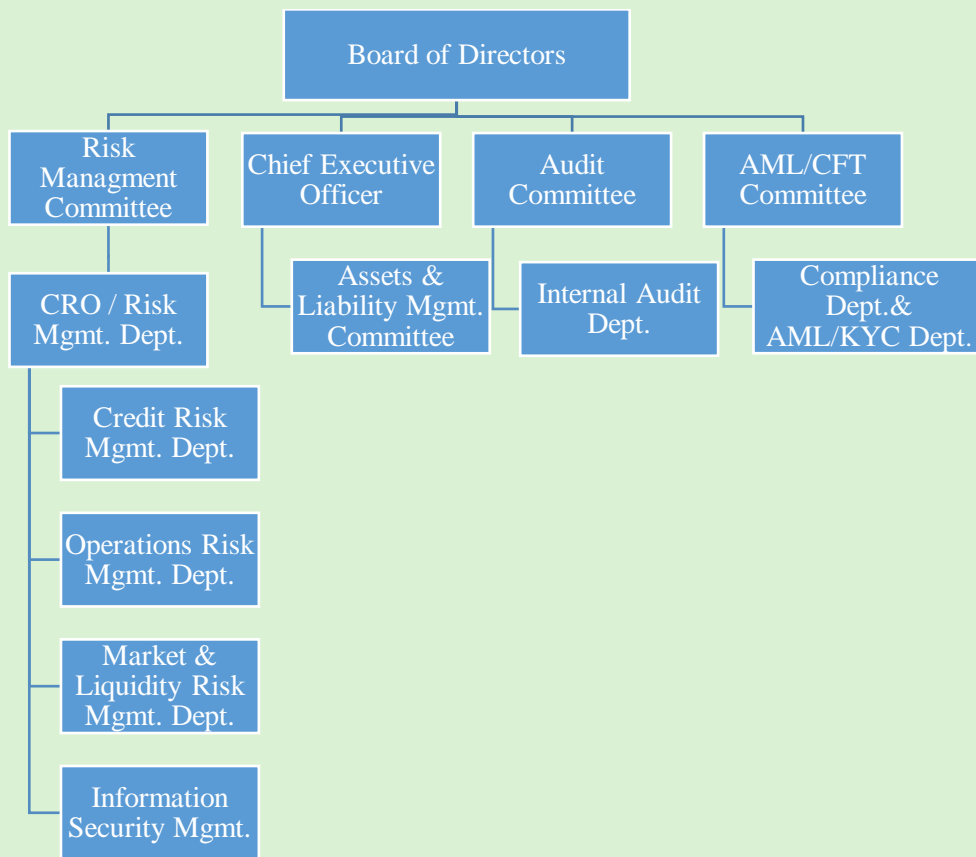 Board of Directors
Risk
Managment
Committee
Chief Executive
Officer
Audit
Committee
AML/CFT
Committee
CRO / Risk
Mgmt. Dept.
Assets &
Liability Mgmt.
Committee
Internal Audit
Dept.
Compliance
Dept.&
AML/KYC Dept.
Credit Risk
Mgmt. Dept.
Operations Risk
Mgmt. Dept.
Market &
Liquidity Risk
Mgmt. Dept.
Information
Security Mgmt.